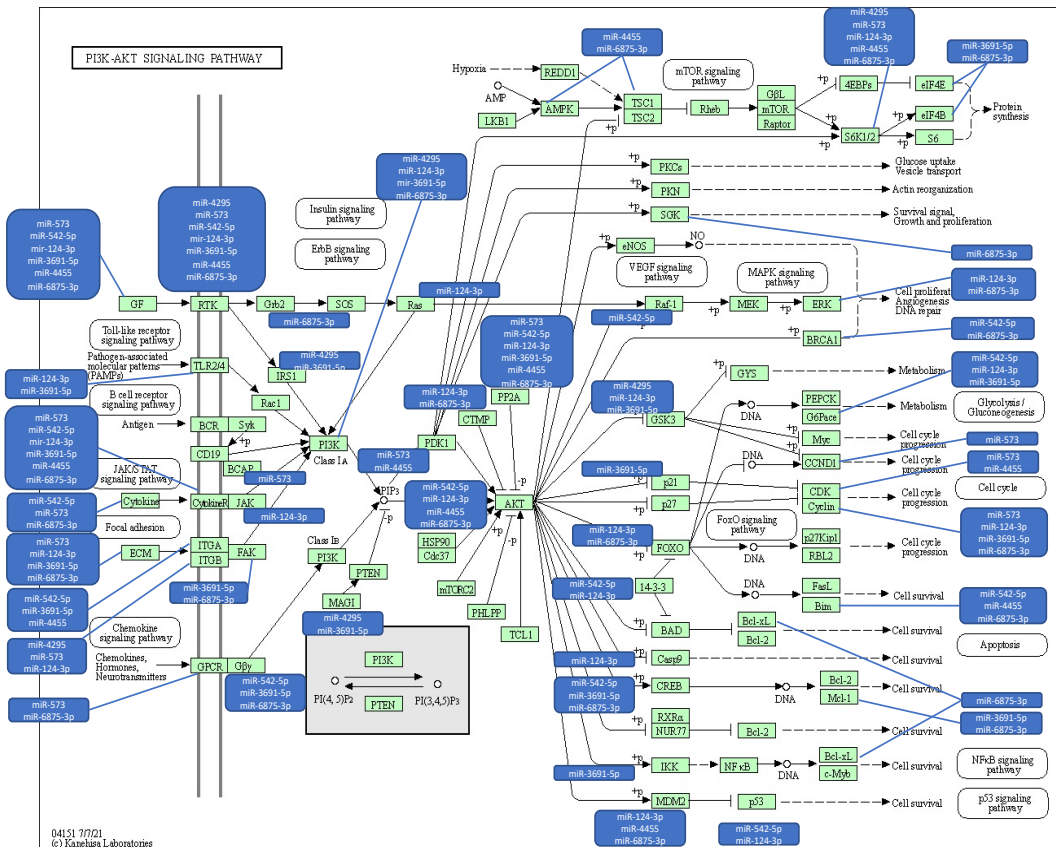 PI3K-AKT SIGNALING PATHWAY
miR-4455
miR-6875-3p
miR-4295
miR-573
miR-124-3p
miR-4455
miR-6875-3p
miR-3691-5p
miR-6875-3p
Hypoxia
REDD1
mTOR signaling
pathway
AMP
LKB1
AMPK
TSC1
TSC2
+p
Rheb
GβL
mTOR
Raptor
+p
4EBPs
eIF4E
+p
S6K1/2
+p
eIF4B
+p
S6
Protein
synthesis
miR-4295
miR-124-3p
mir-3691-5p
miR-6875-3p
+p
PKCs
Glucose uptake
Vesicle transport
+p
PKN
Actin reorganization
+p
SGK
Survival signal,
Growth and proliferation
miR-4295
miR-573
miR-542-5p
mir-124-3p
miR-3691-5p
miR-4455
miR-6875-3p
miR-573
miR-542-5p
mir-124-3p
miR-3691-5p
miR-4455
miR-6875-3p
Insulin signaling
pathway
ErbB signaling
pathway
+p
eNOS
NO
miR-6875-3p
VEGF signaling
pathway
MAPK signaling
pathway
miR-124-3p
miR-6875-3p
GF
RTK
Grb2
SOS
Ras
miR-124-3p
Raf-1
MEK
ERK
Cell prolifera
Angiogenesis
DNA repair
miR-6875-3p
miR-542-5p
BRCA1
miR-542-5p
miR-6875-3p
Toll-like receptor
signaling pathway
Pathogen-associated
molecular patterns
(PAMPs)
TLR2/4
miR-124-3p
miR-3691-5p
miR-4295
miR-3691-5p
IRS1
Rac1
miR-573
miR-542-5p
miR-124-3p
miR-3691-5p
miR-4455
miR-6875-3p
PP2A
miR-124-3p
miR-6875-3p
CTMP
miR-4295
miR-124-3p
miR-3691-5p
+p
GSK3
GYS
Metabolism
miR-542-5p
miR-124-3p
miR-3691-5p
DNA
PEPCK
G6Pace
Metabolism
Glycolysis /
Gluconeogenesis
B cell receptor
signaling pathway
Antigen
BCR
Syk
+p
CD19
BCAP
PI3K
Class IA
PDK1
+p
Myc
Cell cycle
progression
miR-573
DNA
+p
CCND1
Cell cycle
progression
miR-573
miR-4455
miR-573
miR-542-5p
mir-124-3p
miR-3691-5p
miR-4455
miR-6875-3p
JAK/STAT
signaling pathway
miR-573
miR-573
miR-4455
PIP3
-p
miR-3691-5p
+p
p21
+p
p27
CDK
Cyclin
Cell cycle
progression
Cell cycle
Cytokine
CytokineR
JAK
miR-542-5p
miR-573
miR-6875-3p
miR-124-3p
miR-542-5p
miR-124-3p
miR-4455
miR-6875-3p
AKT
-p
-p
+p
+p
-p
miR-573
miR-124-3p
miR-3691-5p
miR-6875-3p
Focal adhesion
miR-573
miR-124-3p
miR-3691-5p
miR-6875-3p
ECM
ITGA
ITGB
FAK
Class IB
PI3K
PTEN
MAGI
HSP90
Cdc37
mTORC2
PHLPP
TCL1
miR-124-3p
miR-6875-3p
+p
FOXO
FoxO signaling
pathway
DNA
p27Kip1
RBL2
Cell cycle
progression
miR-3691-5p
miR-6875-3p
miR-542-5p
miR-3691-5p
miR-4455
miR-542-5p
miR-124-3p
14-3-3
DNA
FasL
Bim
Cell survival
miR-542-5p
miR-4455
miR-6875-3p
miR-4295
miR-3691-5p
Chemokine
signaling pathway
miR-4295
miR-573
miR-124-3p
+p
BAD
Bcl-xL
Bcl-2
Cell survival
Apoptosis
Chemokines,
Hormones,
Neurotransmitters
GPCR
Gβγ
PI3K
PI(4, 5)P2
PI(3,4,5)P3
PTEN
miR-124-3p
+p
Casp9
Cell survival
miR-542-5p
miR-3691-5p
miR-6875-3p
miR-542-5p
miR-3691-5p
miR-6875-3p
+p
CREB
DNA
Bcl-2
Mcl-1
Cell survival
miR-6875-3p
miR-573
miR-6875-3p
RXRα
NUR77
+p
Bcl-2
Cell survival
miR-3691-5p
miR-6875-3p
miR-3691-5p
+p
IKK
NFκB
DNA
Bcl-xL
c-Myb
Cell survival
NFκB signaling
pathway
+p
MDM2
p53
Cell survival
p53 signaling
pathway
miR-124-3p
miR-4455
miR-6875-3p
miR-542-5p
miR-124-3p
04151 7/7/21
(c) Kanehisa Laboratories